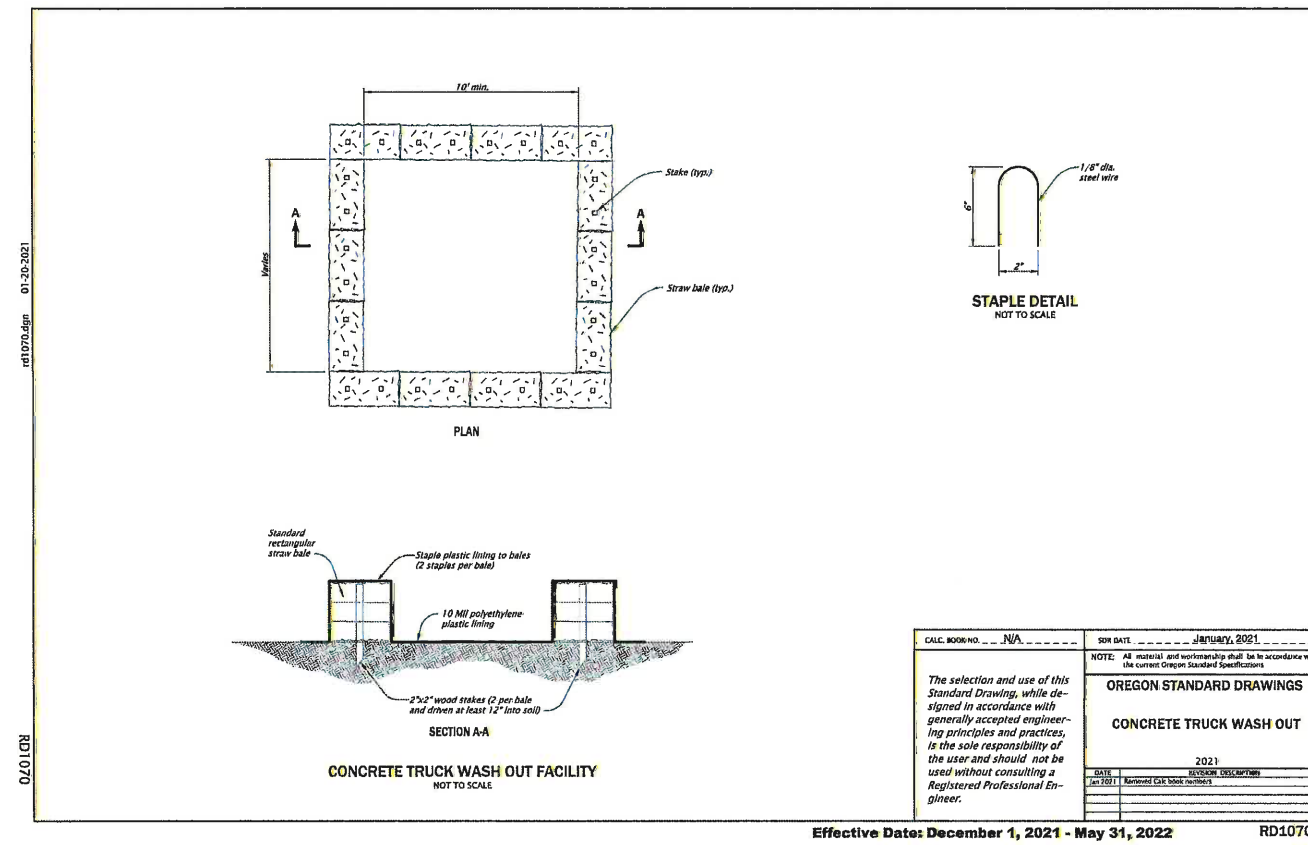 10' min.
Stake (typ.)
A
A
Varies
Straw bale (typ.)
PLAN
1/8" dia.
steel wire
6"
2"
STAPLE DETAIL
NOT TO SCALE
rd1070.dgn 01-20-2021
Standard
rectangular
straw bale
Staple plastic lining to bales
(2 staples per bale)
10 Mil polyethylene
plastic lining
2"x2" wood stakes (2 per bale
and driven at least 12" into soil)
SECTION A-A
CONCRETE TRUCK WASH OUT FACILITY
NOT TO SCALE
RD1070
CALC. BOOK NO. N/A
SDR DATE January, 2021
NOTE: All material and workmanship shall be in accordance
the current Oregon Standard Specifications
The selection and use of this
Standard Drawing, while de-
signed in accordance with
generally accepted engineer-
ing principles and practices,
is the sole responsibility of
the user and should not be
used without consulting a
Registered Professional En-
gineer.
OREGON STANDARD DRAWINGS
CONCRETE TRUCK WASH OUT
2021
DATE REVISION DESCRIPTION
Jan 2021 Removed Calc book numbers
Effective Date: December 1, 2021 - May 31, 2022
RD1070